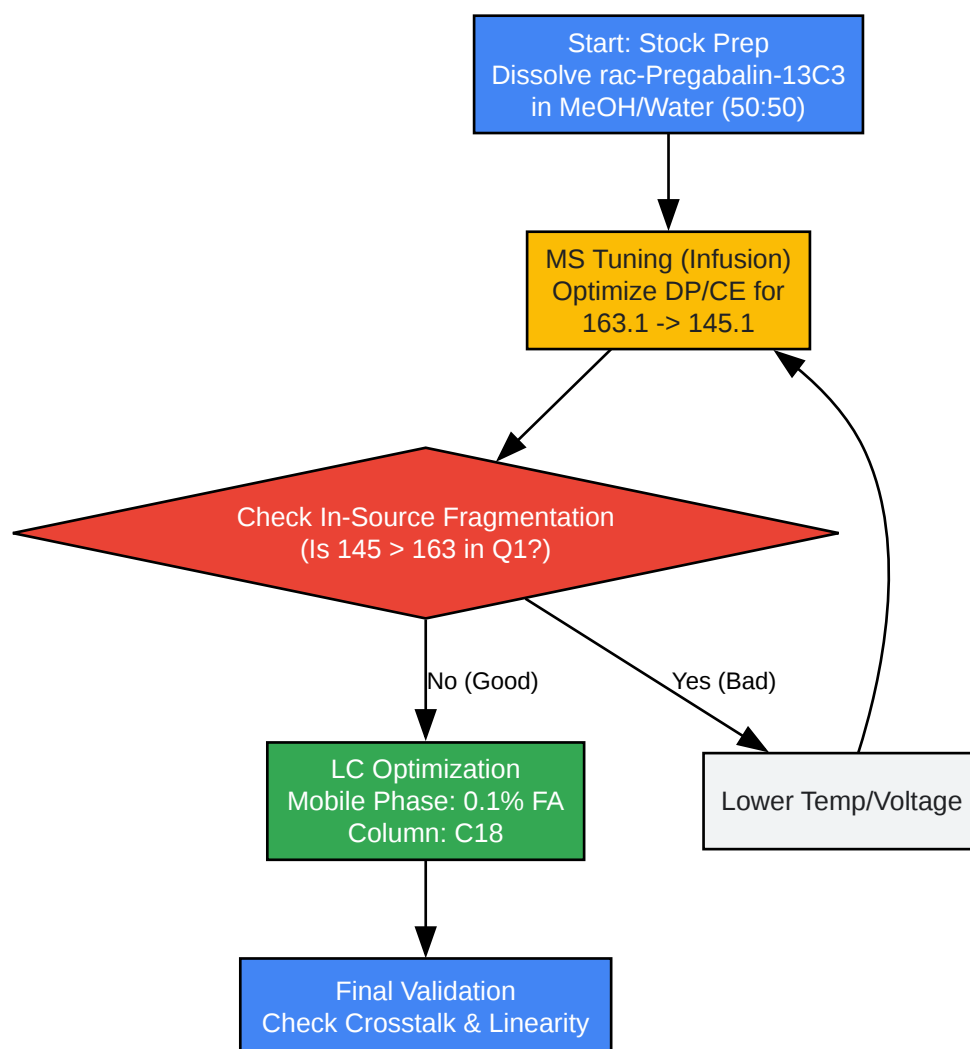 Start: Stock Prep
Dissolve rac-Pregabalin-13C3
in MeOH/Water (50:50)
MS Tuning (Infusion)
Optimize DP/CE for
163.1 -> 145.1
Check In-Source Fragmentation
(Is 145 > 163 in Q1?)
No (Good)
Yes (Bad)
LC Optimization
Mobile Phase: 0.1% FA
Column: C18
Lower Temp/Voltage
Final Validation
Check Crosstalk & Linearity